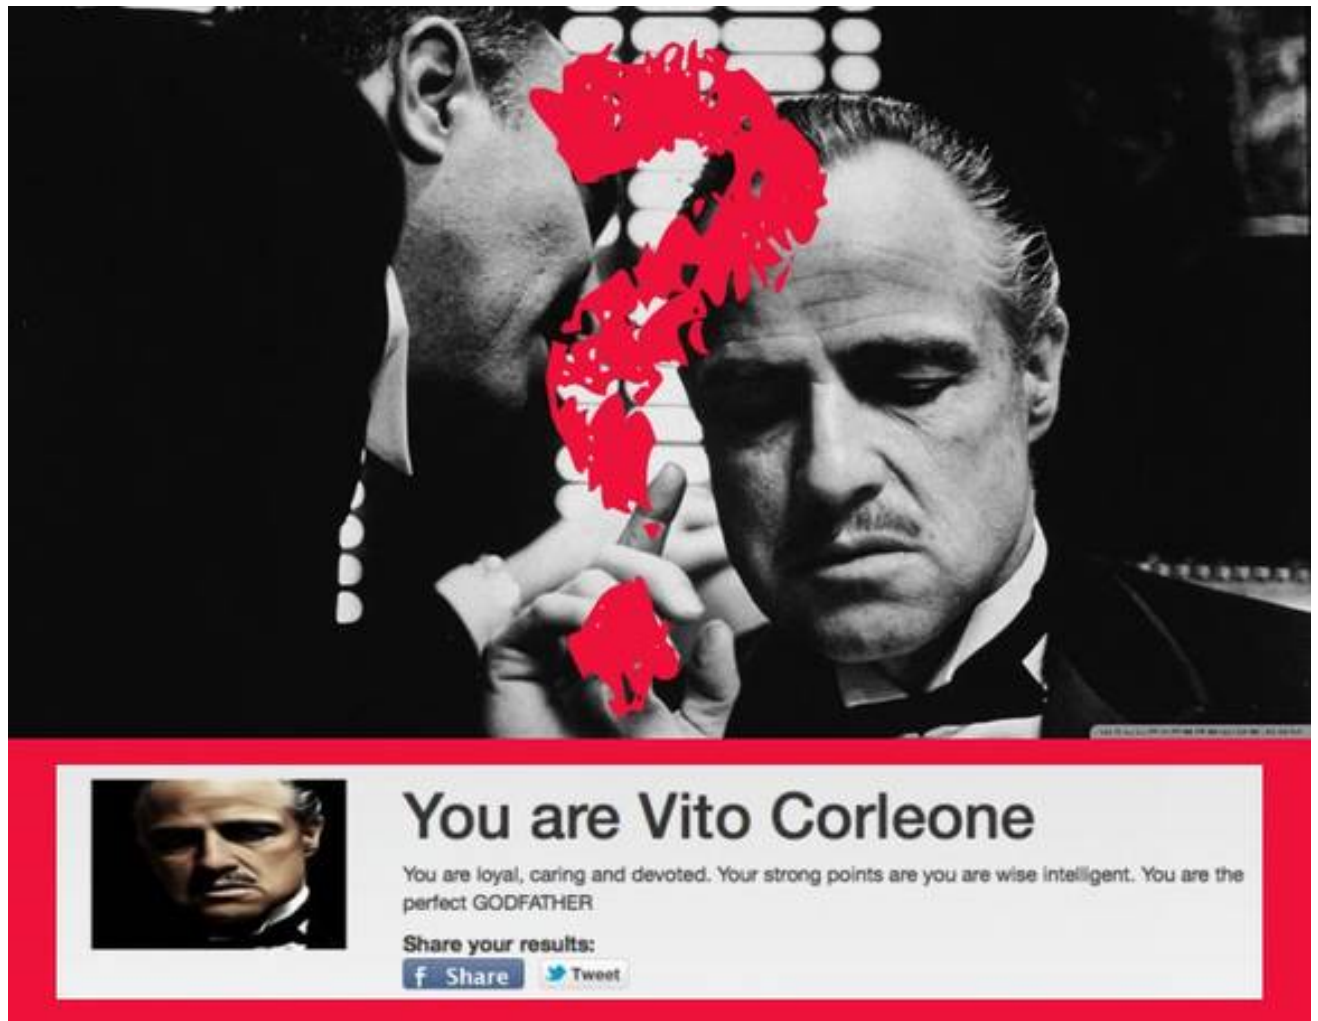 You are Vito Corleone
You are loyal, caring and devoted. Your strong points are you are wise intelligent. You are the
perfect GODFATHER
Share your results:
f Share
Tweet